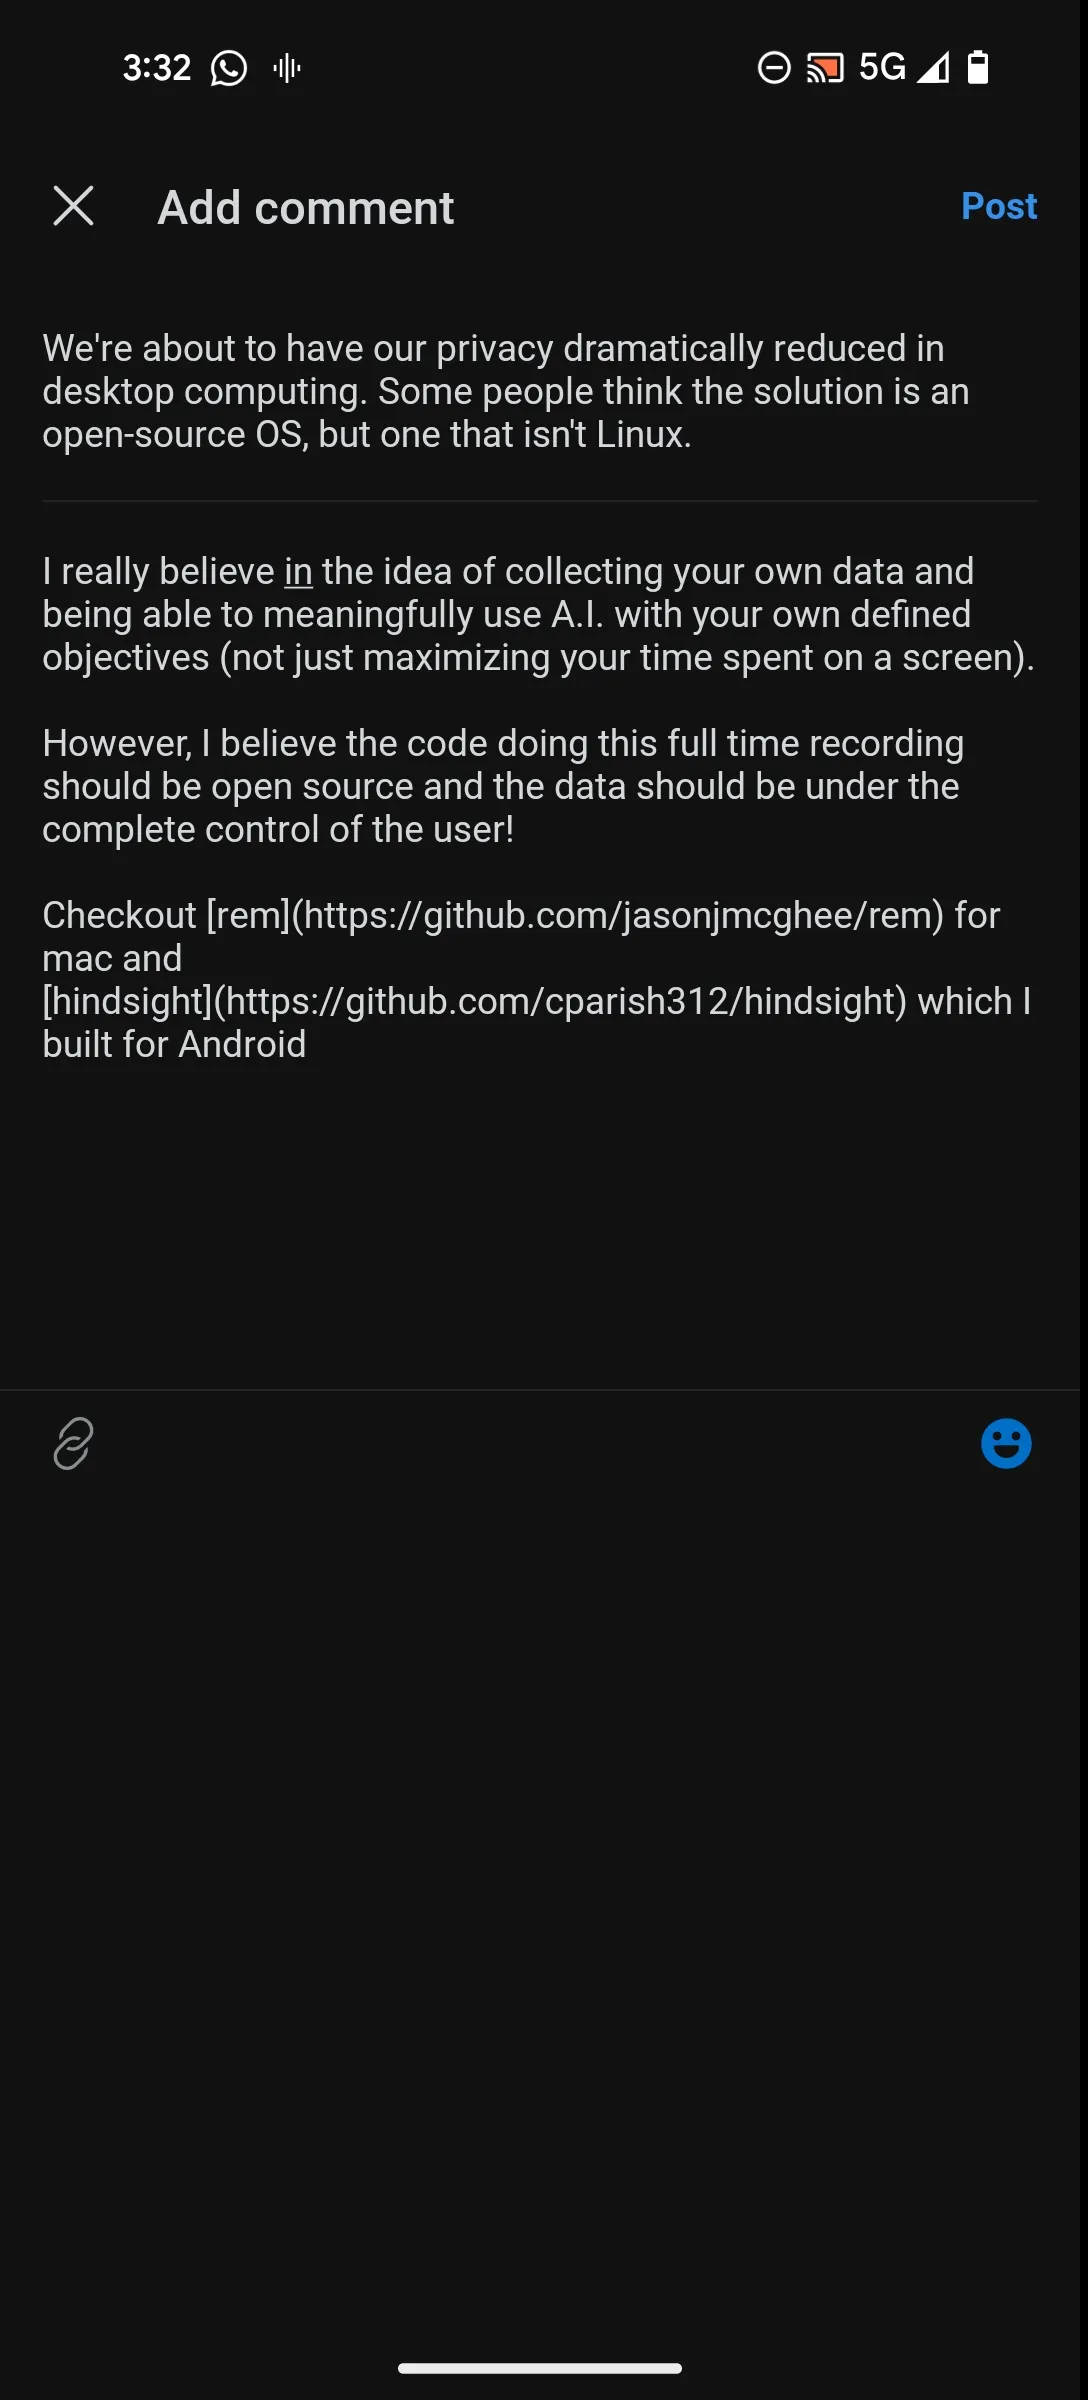 3:32
5G
Add comment
Post
We're about to have our privacy dramatically reduced in
desktop computing. Some people think the solution is an
open-source OS, but one that isn't Linux.
I really believe in the idea of collecting your own data and
being able to meaningfully use A.I. with your own defined
objectives (not just maximizing your time spent on a screen).
However, I believe the code doing this full time recording
should be open source and the data should be under the
complete control of the user!
Checkout [rem](https://github.com/jasonjmcghee/rem) for
mac and
[hindsight](https://github.com/cparish312/hindsight) which I
built for Android